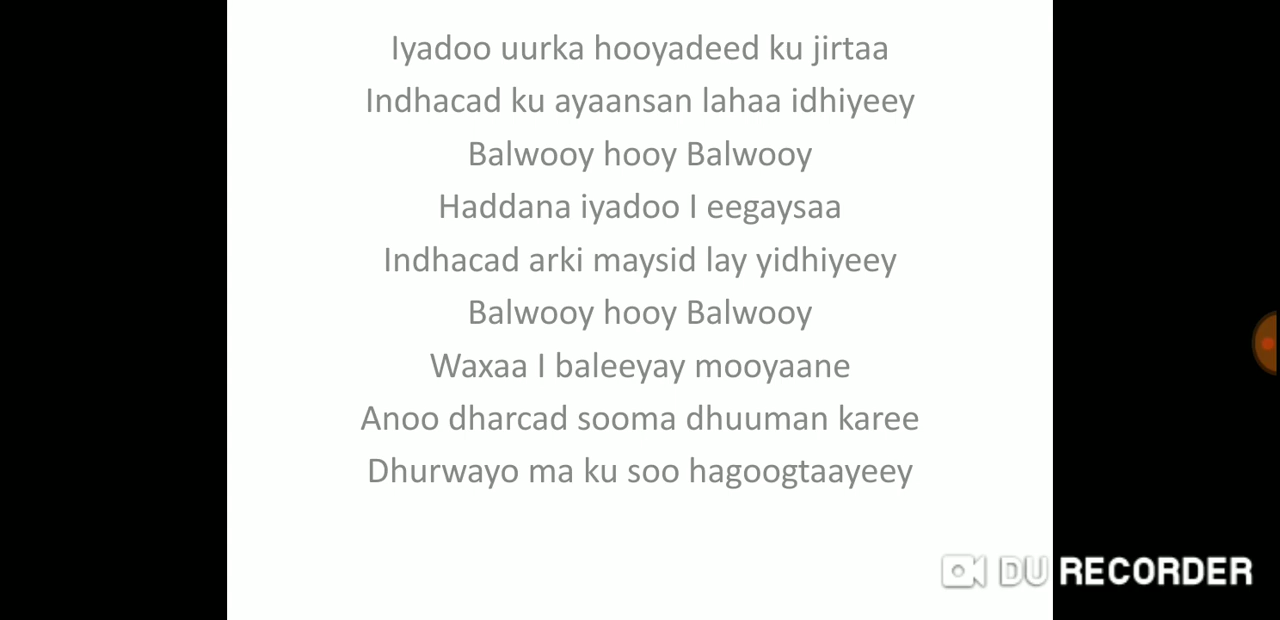 Iyadoo uurka hooyadeed ku jirtaa
Indhacad ku ayaansan lahaa idhiyeey
Balwooy hooy Balwooy
Haddana iyadoo I eegaysaa
Indhacad arki maysid lay yidhiyeey
Balwooy hooy Balwooy
Waxaa I baleeyay mooyaane
Anoo dharcad sooma dhuuman karee
Dhurwayo ma ku soo hagoogtaayeey
DU RECORDER